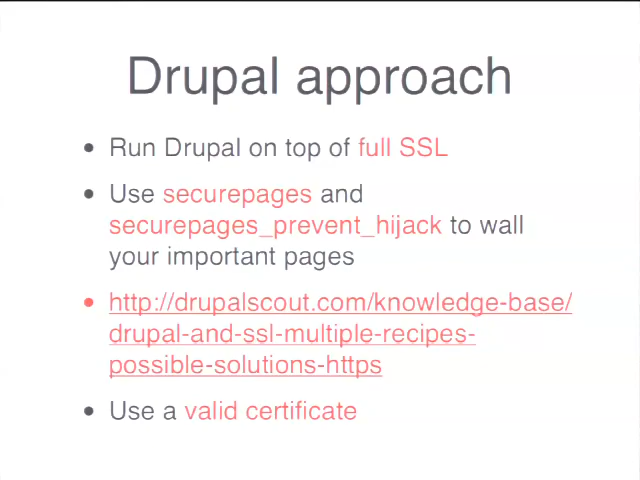 Drupal approach
• Run Drupal on top of full SSL
• Use securepages and
securepages_prevent_hijack to wall
your important pages
• http://drupalscout.com/knowledge-base/
drupal-and-ssl-multiple-recipes-
possible-solutions-https
• Use a valid certificate